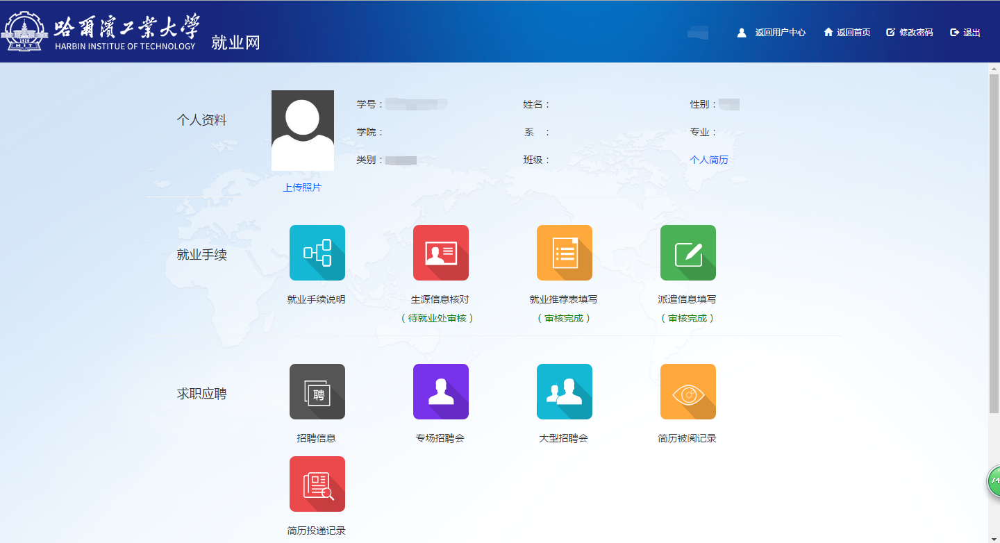 哈爾濱工業大學
HARBIN INSTITUE OF TECHNOLOGY
就业网
返回用户中心
返回首页
修改密码
退出
个人资料
学号：
姓名：
性别：
学院：
系 ：
专业：
类别：
班级：
个人简历
上传照片
就业手续
就业手续说明
生源信息核对
（待就业处审核）
就业推荐表填写
（审核完成）
派遣信息填写
（审核完成）
求职应聘
聘
招聘信息
专场招聘会
大型招聘会
简历被阅记录
简历投递记录
74